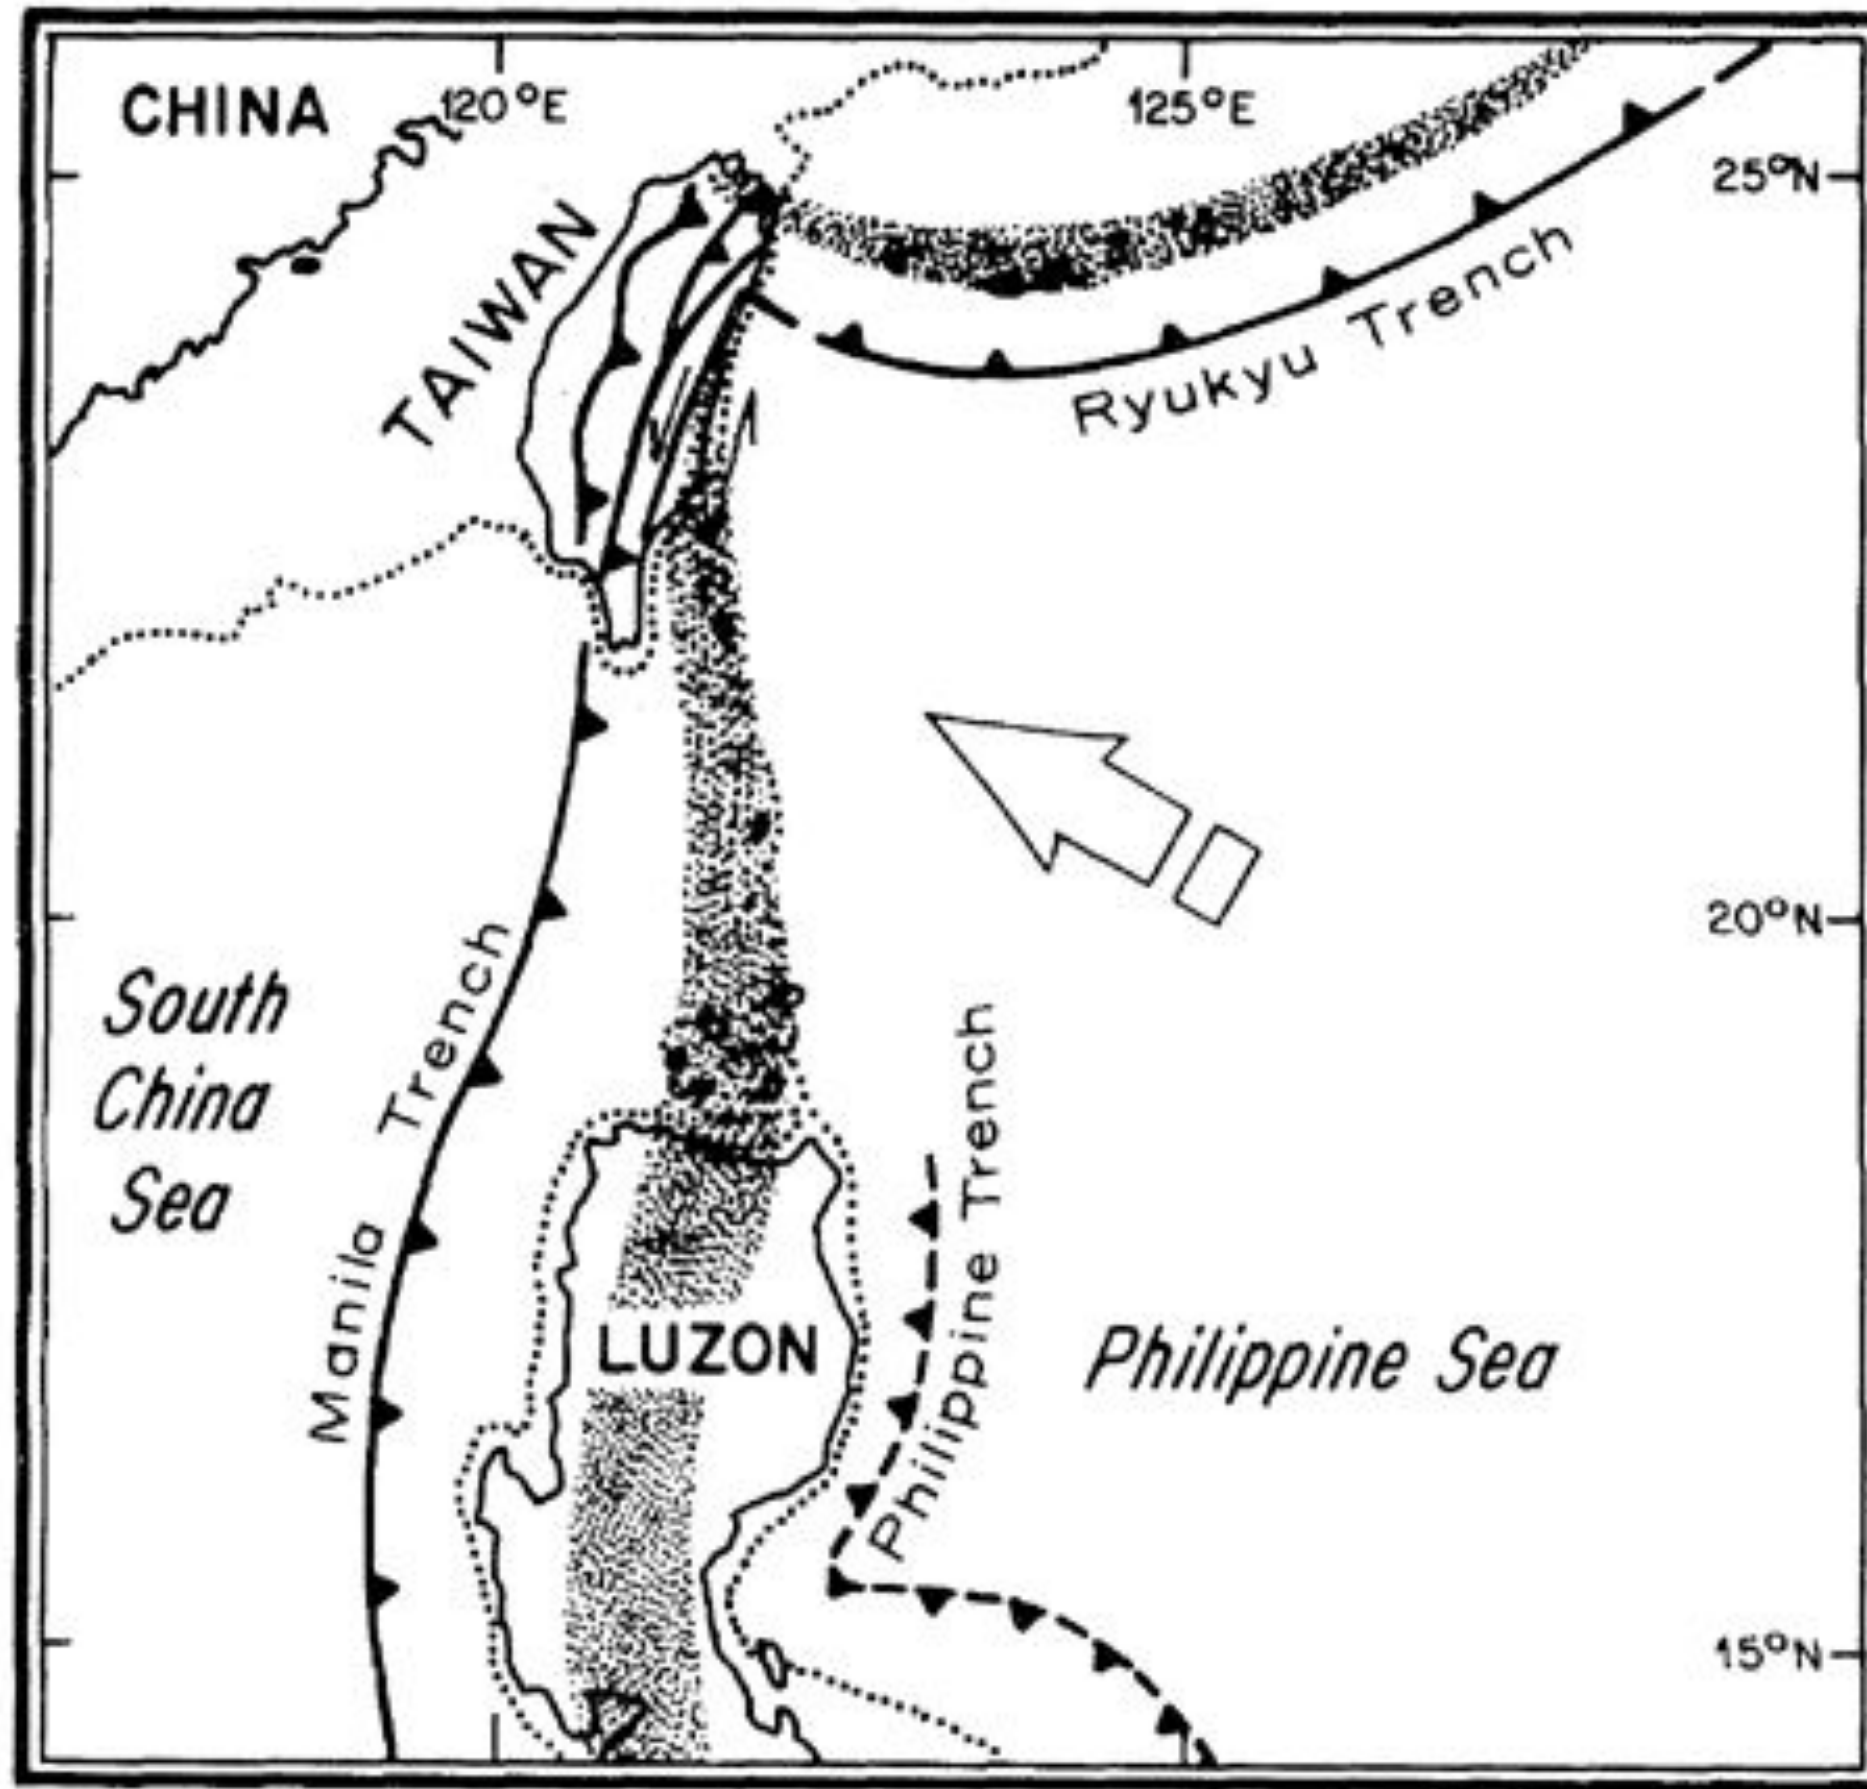 CHINA
120°E
125°E
25°N
TAIWAN
Ryukyu Trench
20°N
South
China
Sea
Manila Trench
Philippine Trench
LUZON
Philippine Sea
15°N